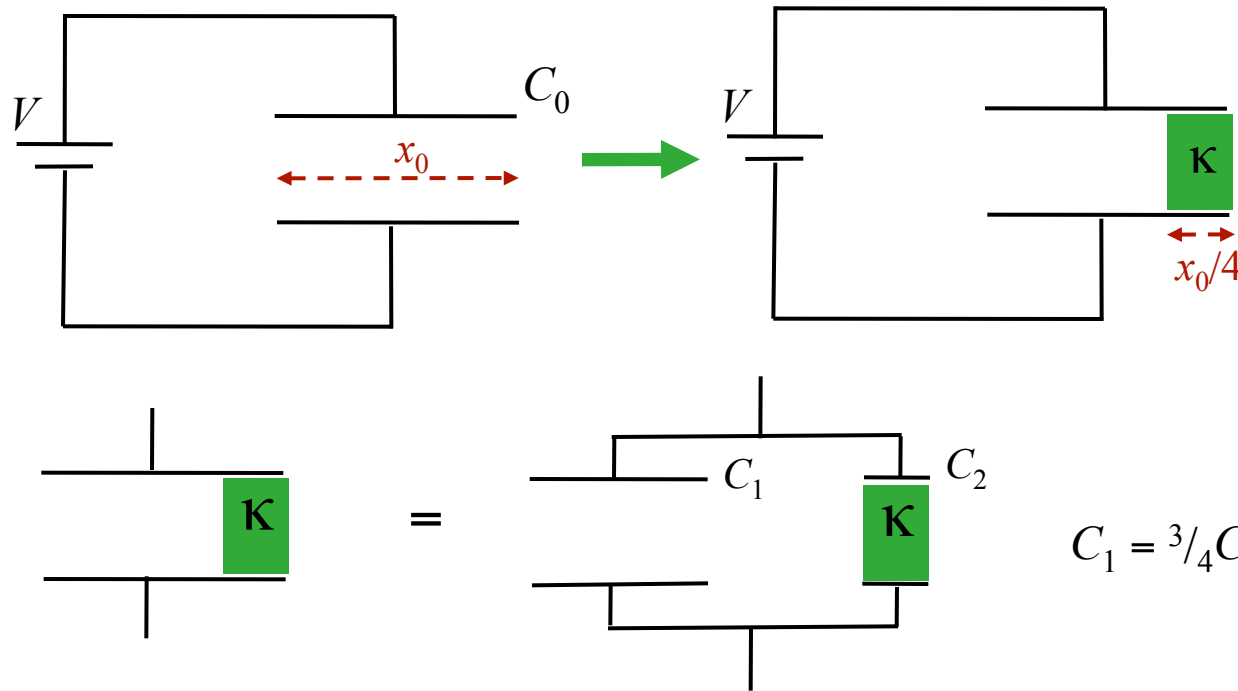 V
C₀
x₀
V
κ
x₀/4
κ
=
C₁
κ
C₂
C₁ = ³/₄C